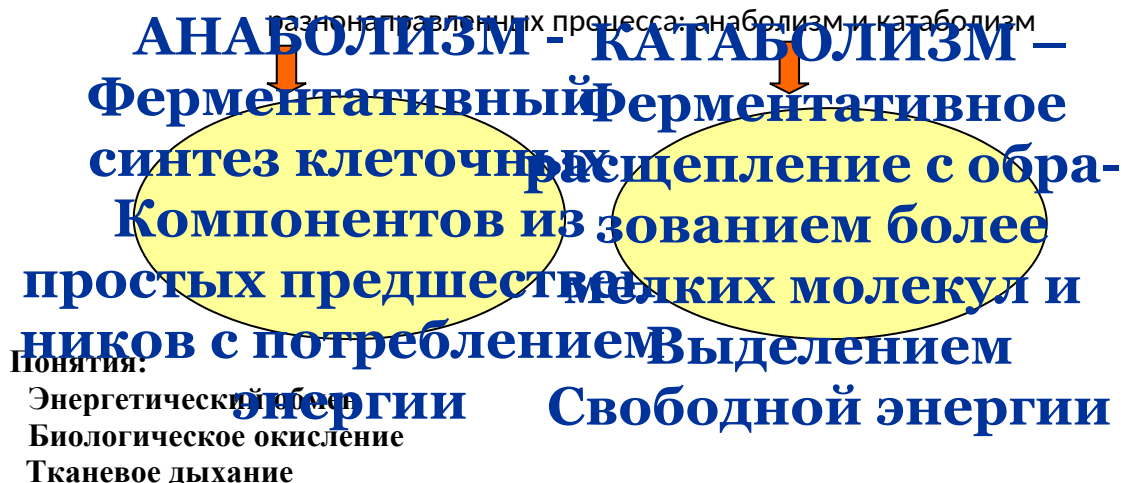 разнонаправленных процесса: анаболизм и катаболизм
АНАБОЛИЗМ -
Ферментативный
синтез клеточных
Компонентов из
простых предшествен
ников с потреблением
энергии
КАТАБОЛИЗМ –
Ферментативное
расщепление с обра-
зованием более
мелких молекул и
Выделением
Свободной энергии
Понятия:
Энергетический обмен
Биологическое окисление
Тканевое дыхание